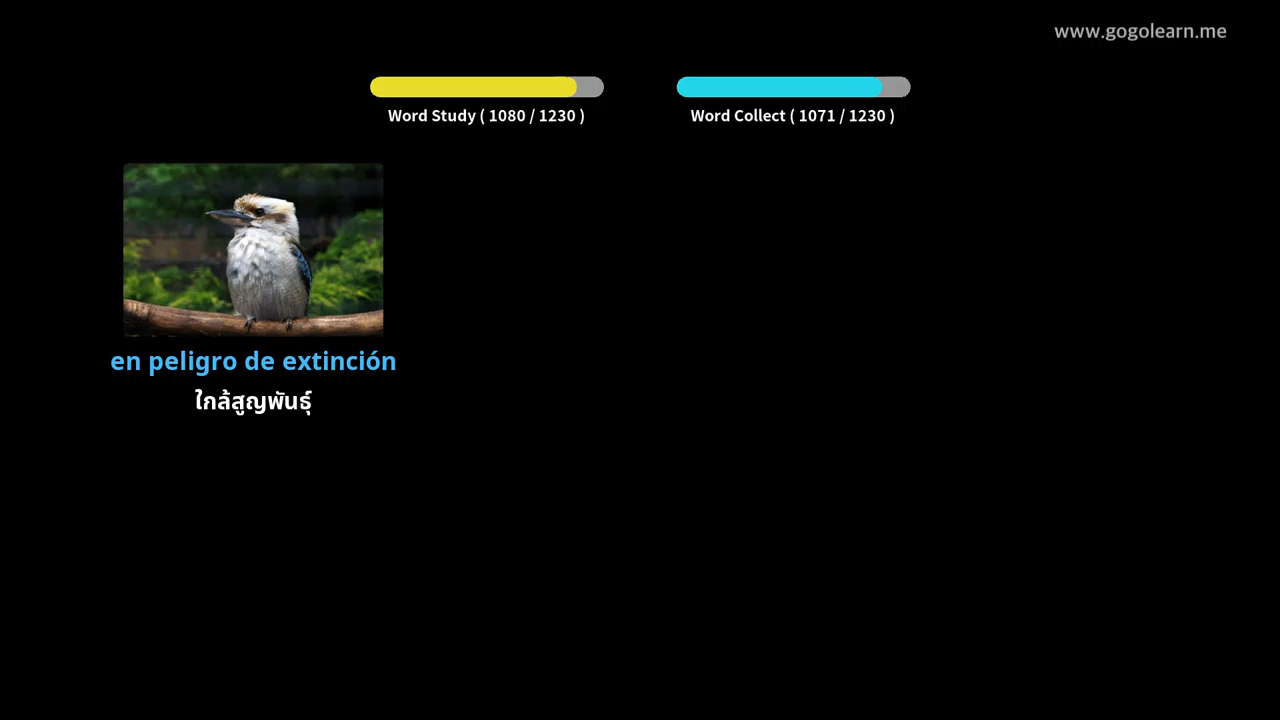 www.gogolearn.me
Word Study ( 1080 / 1230 )
Word Collect ( 1071 / 1230 )
en peligro de extinción
ใกล้สูญพันธุ์